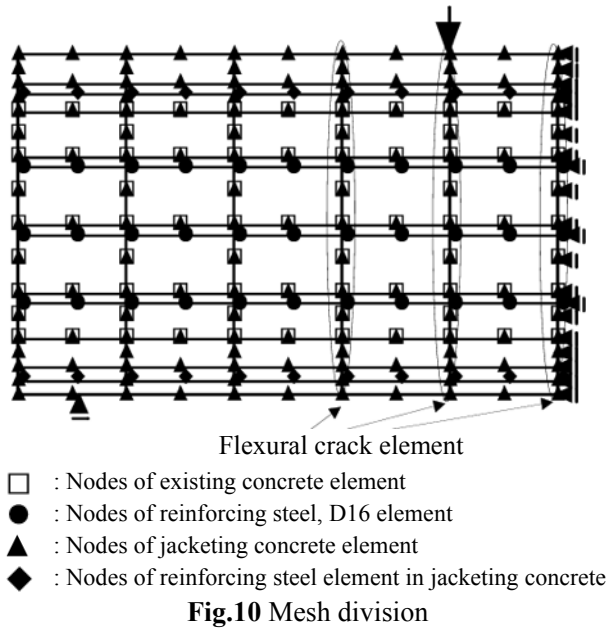 Flexural crack element
: Nodes of existing concrete element
: Nodes of reinforcing steel, D16 element
: Nodes of jacketing concrete element
: Nodes of reinforcing steel element in jacketing concrete
Fig.10 Mesh division